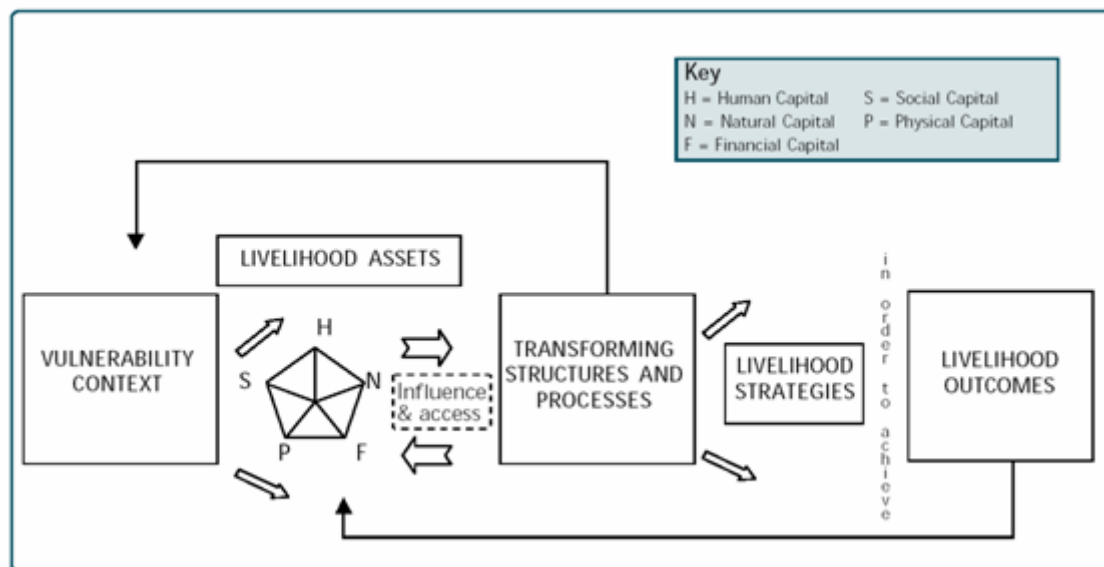 Key
H = Human Capital S = Social Capital
N = Natural Capital P = Physical Capital
F = Financial Capital
LIVELIHOOD ASSETS
VULNERABILITY
CONTEXT
H
S
N
P
F
Influence
& access
TRANSFORMING
STRUCTURES AND
PROCESSES
LIVELIHOOD
STRATEGIES
in order to achieve
LIVELIHOOD
OUTCOMES